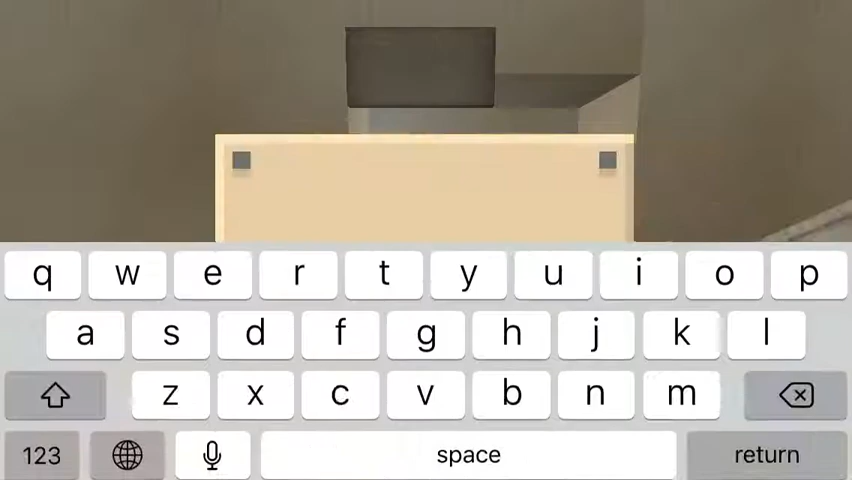 q w e r t y u i o p
a s d f g h j k l
z x c v b n m
123 space return